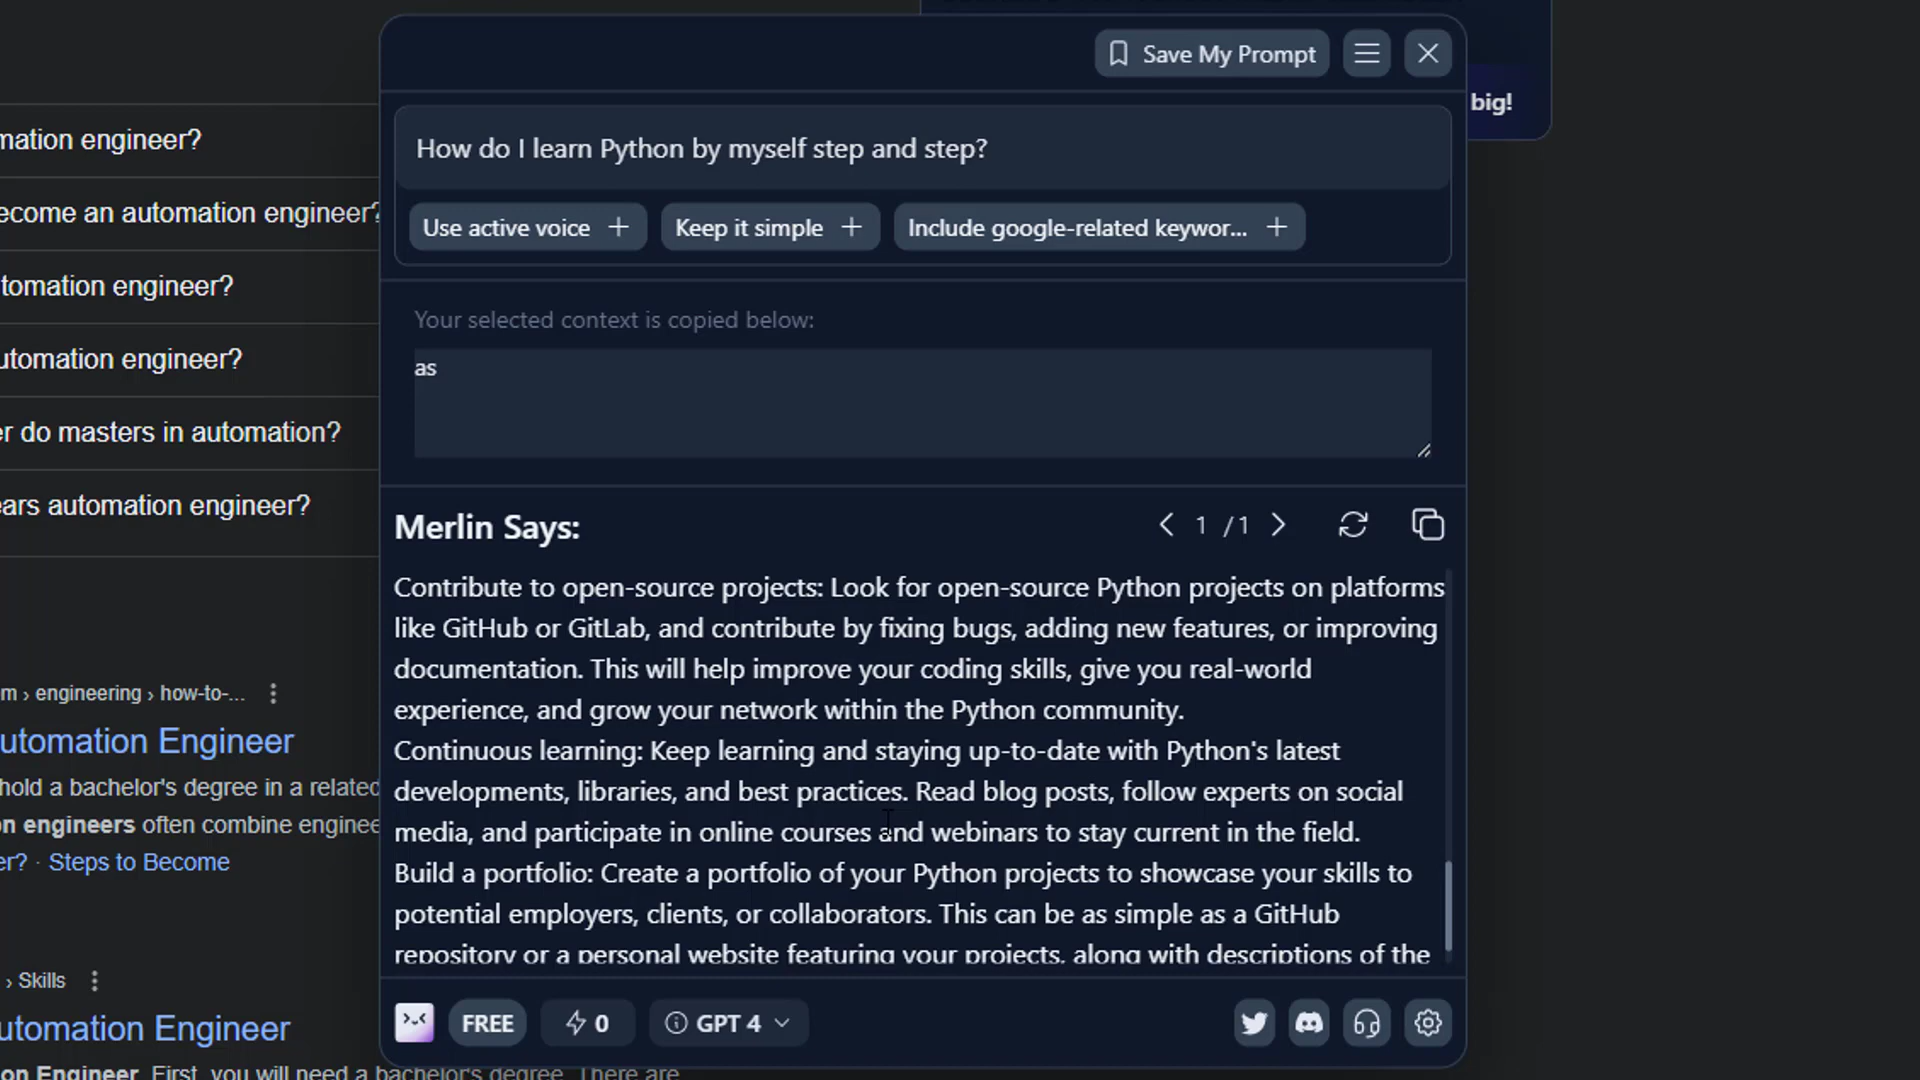 big!
Save My Prompt
How do I learn Python by myself step and step?
Use active voice +
Keep it simple +
Include google-related keywor... +
Your selected context is copied below:
as
Merlin Says:
1 /1
Contribute to open-source projects: Look for open-source Python projects on platforms
like GitHub or GitLab, and contribute by fixing bugs, adding new features, or improving
documentation. This will help improve your coding skills, give you real-world
experience, and grow your network within the Python community.
Continuous learning: Keep learning and staying up-to-date with Python's latest
developments, libraries, and best practices. Read blog posts, follow experts on social
media, and participate in online courses and webinars to stay current in the field.
Build a portfolio: Create a portfolio of your Python projects to showcase your skills to
potential employers, clients, or collaborators. This can be as simple as a GitHub
repository or a personal website featuring your projects, along with descriptions of the
FREE
0
GPT 4
mation engineer?
ecome an automation engineer?
tomation engineer?
utomation engineer?
er do masters in automation?
ears automation engineer?
m › engineering › how-to-...
utomation Engineer
hold a bachelor's degree in a related
n engineers often combine enginee
er? · Steps to Become
› Skills
utomation Engineer
on Engineer. First, you will need a bachelor's degree. There are